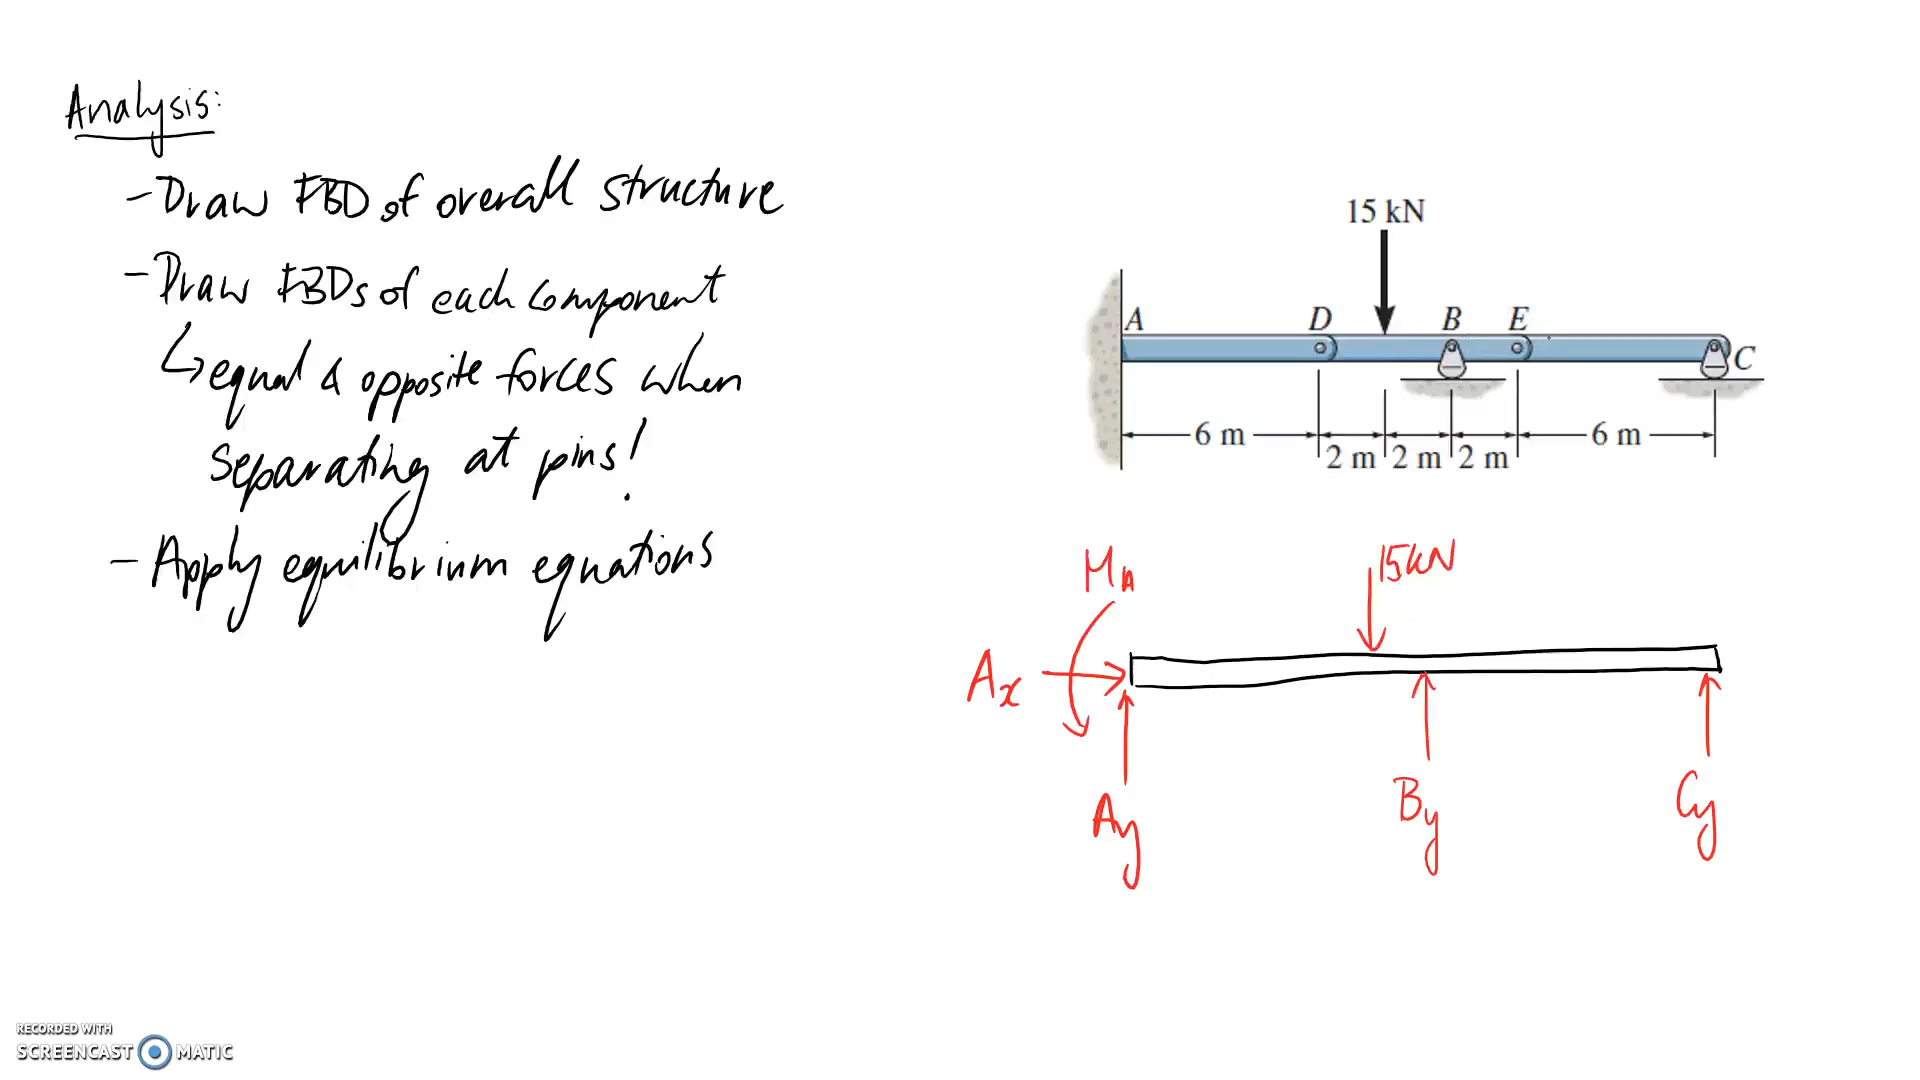 Analysis:
- Draw FBD of overall structure
- Draw FBDs of each component
↳ equal & opposite forces when
separating at pins!
- Apply equilibrium equations
15 kN
A
D
B
E
C
6 m
2 m
2 m
2 m
6 m
MA
15kN
Ax
Ay
By
Cy
RECORDED WITH
SCREENCAST MATIC